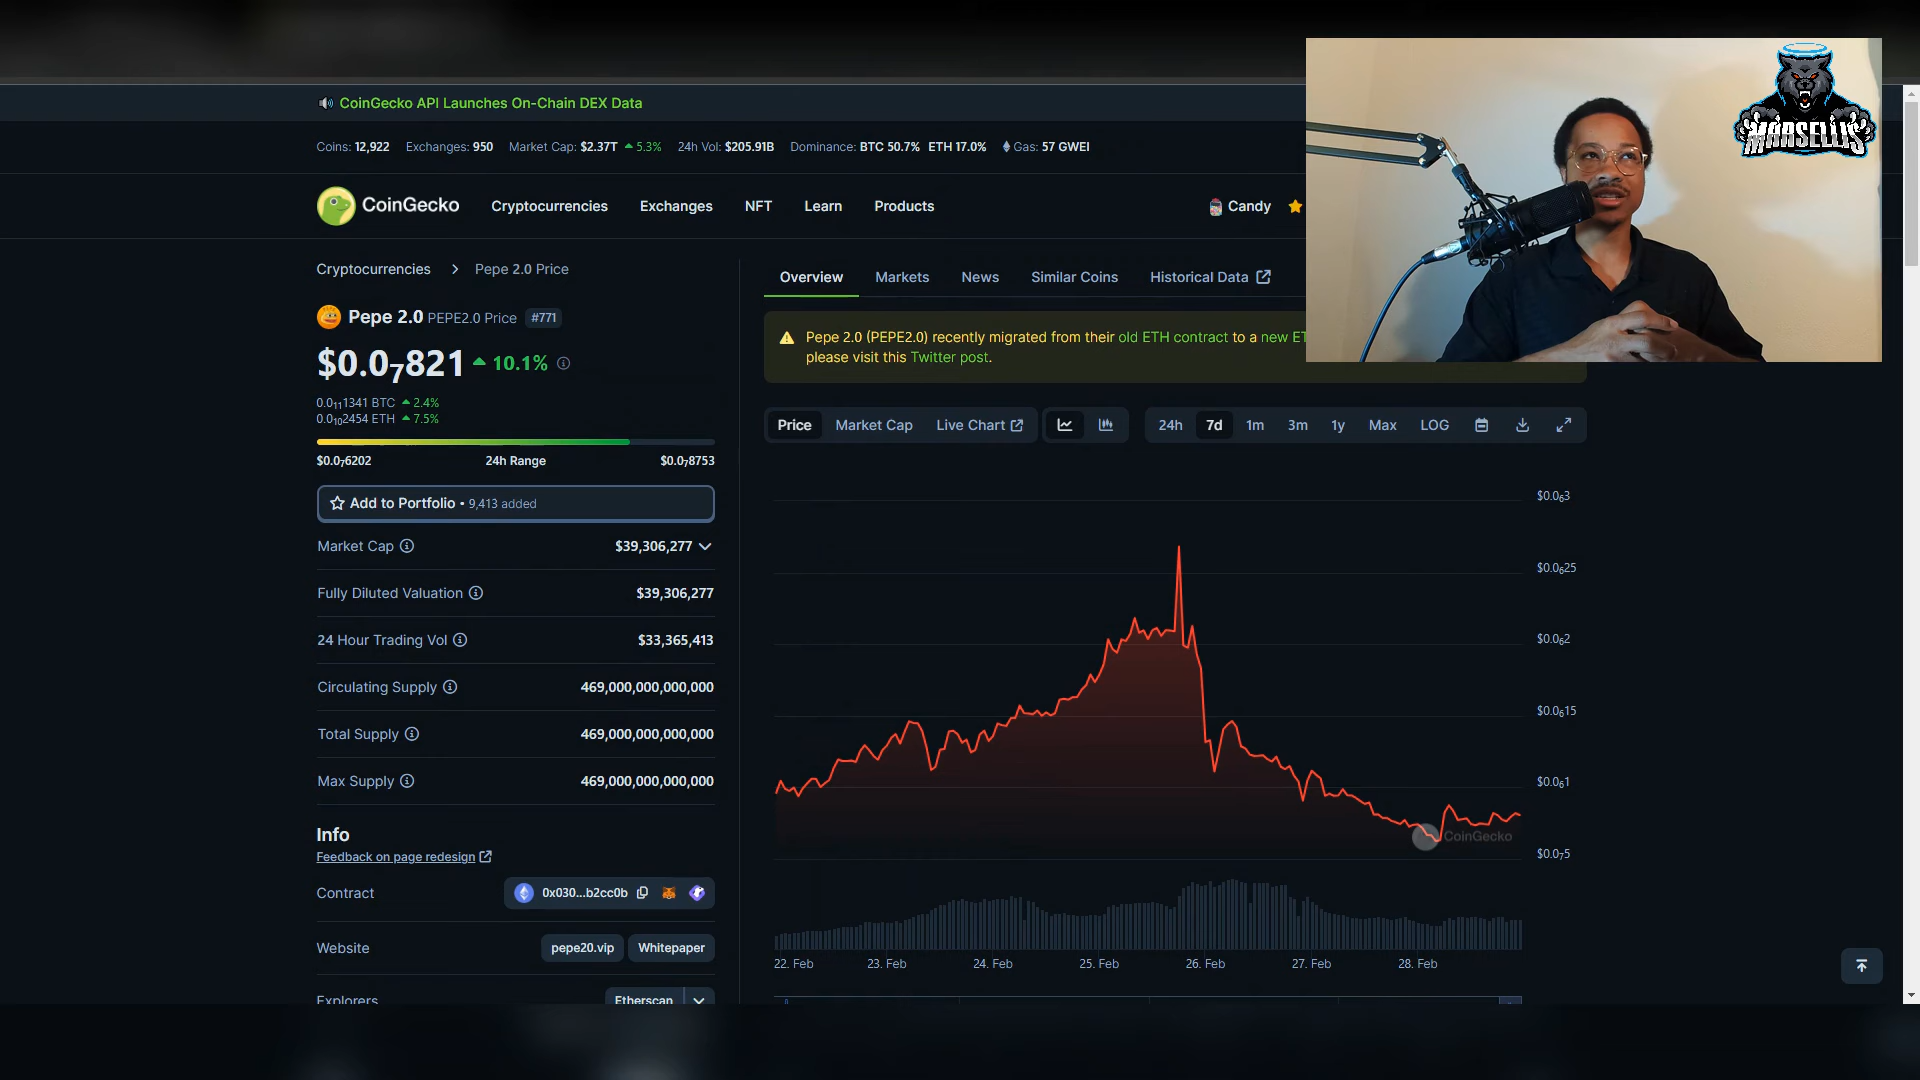 CoinGecko API Launches On-Chain DEX Data
Coins: 12,922 Exchanges: 950 Market Cap: $2.37T 5.3% 24h Vol: $205.91B Dominance: BTC 50.7% ETH 17.0% Gas: 57 GWEI
MARSELLIS
CoinGecko Cryptocurrencies Exchanges NFT Learn Products Candy
Cryptocurrencies > Pepe 2.0 Price
Overview Markets News Similar Coins Historical Data
Pepe 2.0 PEPE2.0 Price #771
Pepe 2.0 (PEPE2.0) recently migrated from their old ETH contract to a new
please visit this Twitter post.
$0.0₇821 10.1%
0.0₁₁1341 BTC 2.4%
0.0₁₀2454 ETH 7.5%
$0.0₇6202 24h Range $0.0₇8753
Price Market Cap Live Chart 24h 7d 1m 3m 1y Max LOG
Add to Portfolio • 9,413 added
Market Cap $39,306,277
Fully Diluted Valuation $39,306,277
24 Hour Trading Vol $33,365,413
Circulating Supply 469,000,000,000,000
Total Supply 469,000,000,000,000
Max Supply 469,000,000,000,000
Info
Feedback on page redesign
Contract 0x030...b2cc0b
Website pepe20.vip Whitepaper
Explorers Etherscan
$0.0₆3
$0.0₆25
$0.0₆2
$0.0₆15
$0.0₆1
CoinGecko
$0.0₇5
22. Feb 23. Feb 24. Feb 25. Feb 26. Feb 27. Feb 28. Feb